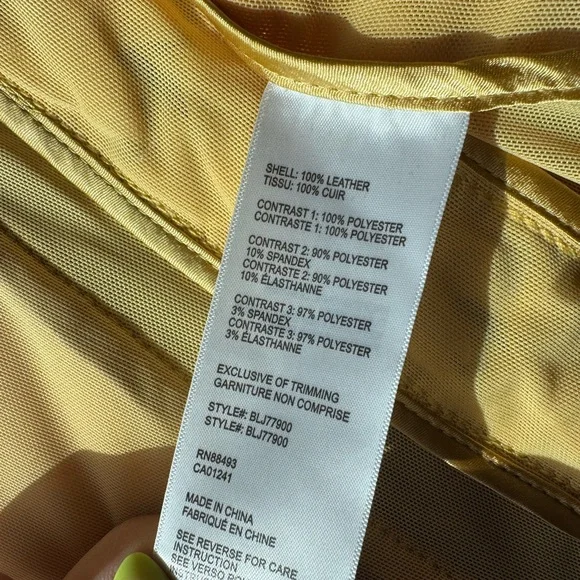 SHELL: 100% LEATHER
TISSU: 100% CUIR
CONTRAST 1: 100% POLYESTER
CONTRASTE 1: 100% POLYESTER
CONTRAST 2: 90% POLYESTER
10% SPANDEX
CONTRASTE 2: 90% POLYESTER
10% ÉLASTHANNE
CONTRAST 3: 97% POLYESTER
3% SPANDEX
CONTRASTE 3: 97% POLYESTER
3% ÉLASTHANNE
EXCLUSIVE OF TRIMMING
GARNITURE NON COMPRISE
STYLE#: BLJ77900
STYLE#: BLJ77900
RN88493
CA01241
MADE IN CHINA
FABRIQUÉ EN CHINE
SEE REVERSE FOR CARE
INSTRUCTION
SEE VERSO